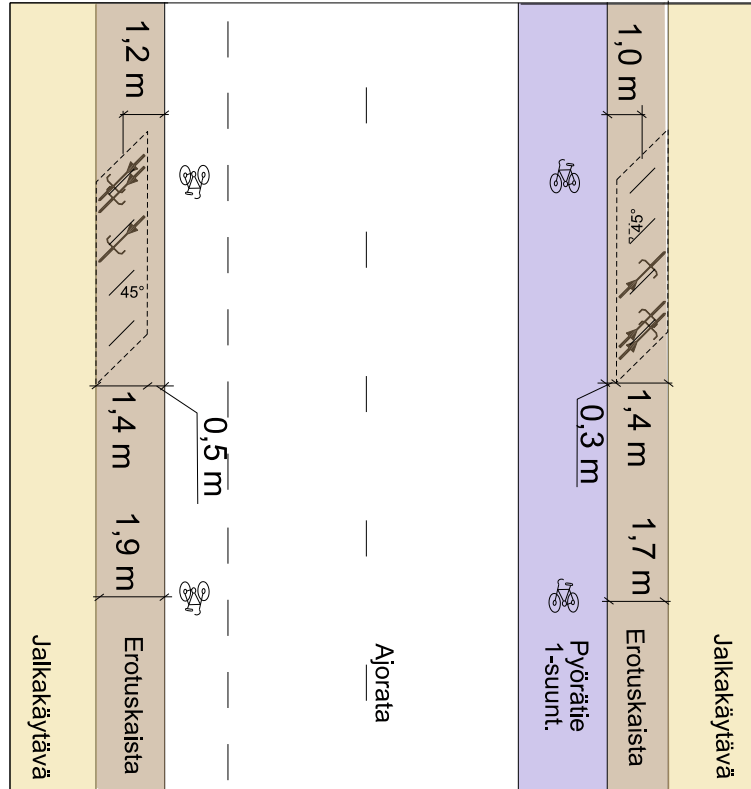 1,2 m
1,0 m
45°
45°
1,4 m
0,5 m
0,3 m
1,4 m
1,9 m
1,7 m
Jalkakäytävä
Erotuskaista
Ajorata
Pyörätie
1-suunt.
Erotuskaista
Jalkakäytävä